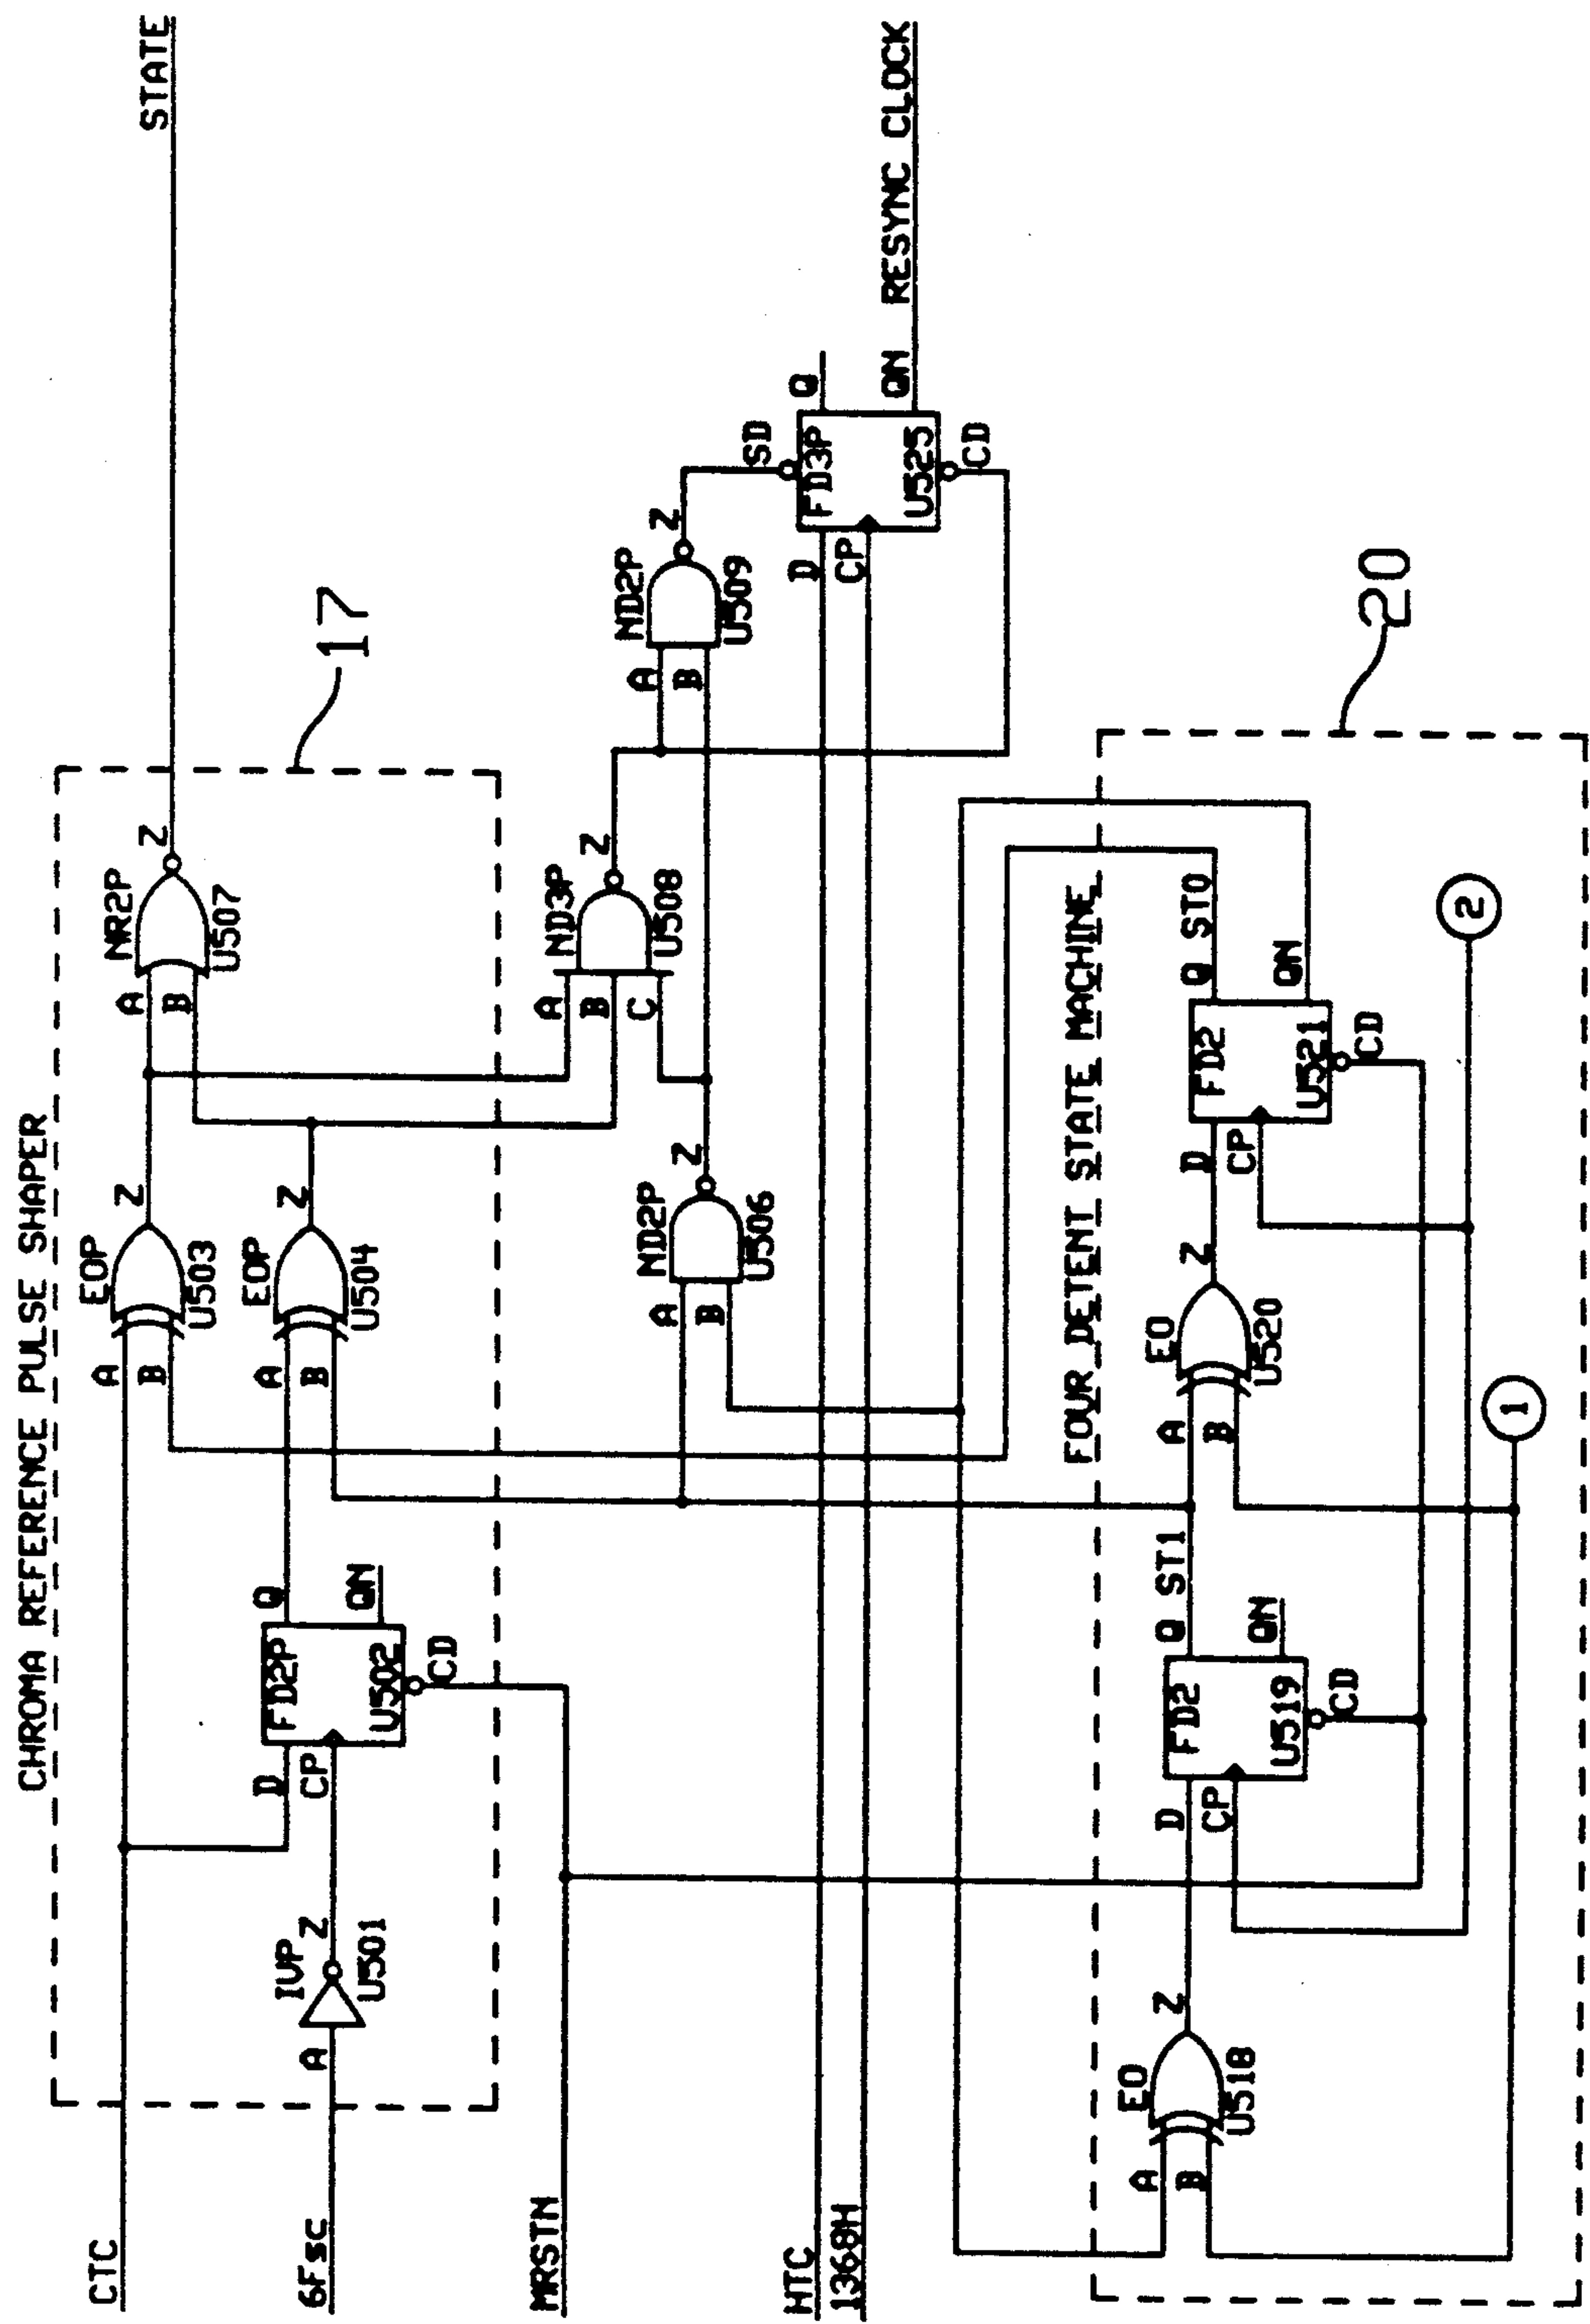 CHROMA REFERENCE PULSE SHAPER
17
CTC
6Fsc
MRSTN
HTC
1368H
STATE
RESYNC CLOCK
A
IVP
Z
U501
D
CP
FD2P
U502
Q
QN
CD
A
B
EOP
Z
U503
A
B
EOP
Z
U504
A
B
NR2P
Z
U507
A
B
ND2P
Z
U506
A
B
C
ND3P
Z
U508
A
B
ND2P
Z
U509
SD
D
CP
FD3P
U525
Q
QN
CD
FOUR DETENT STATE MACHINE
20
A
B
EO
Z
U518
D
CP
FD2
U519
Q ST1
QN
CD
A
B
EO
Z
U520
D
CP
FD2
U521
Q ST0
QN
CD
1
2